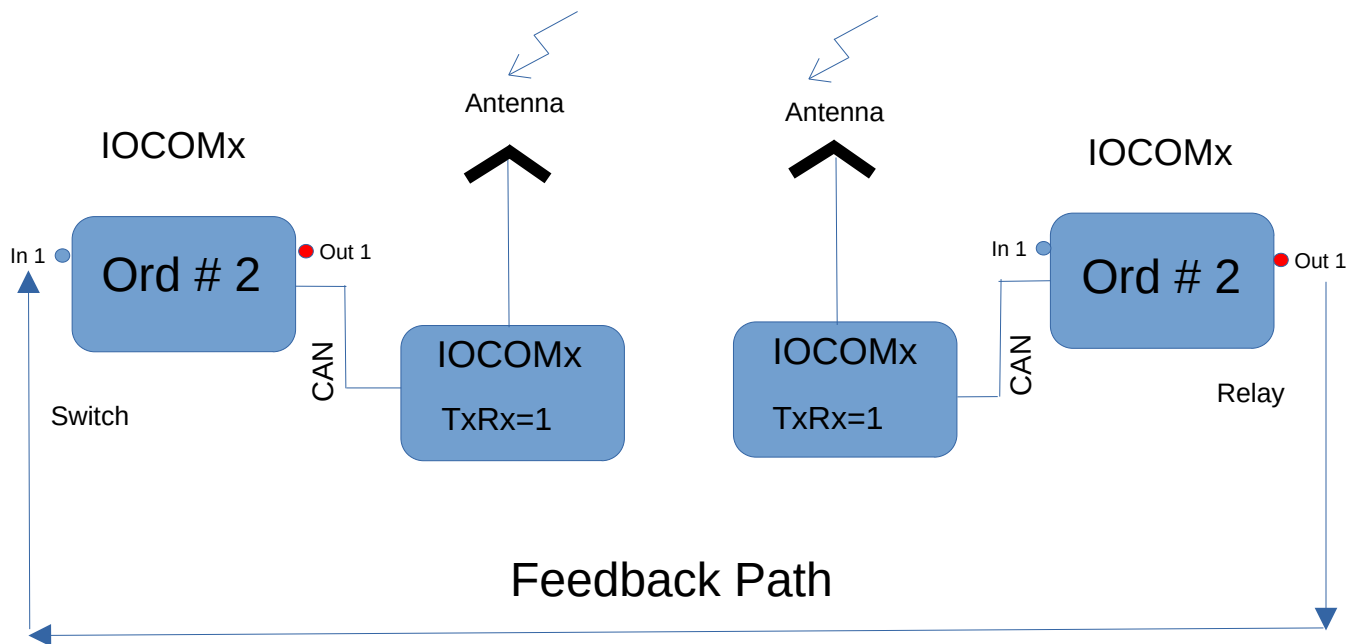 Antenna
Antenna
IOCOMx
IOCOMx
In 1
Ord # 2
Out 1
In 1
Ord # 2
Out 1
CAN
IOCOMx
TxRx=1
IOCOMx
TxRx=1
CAN
Switch
Relay
Feedback Path